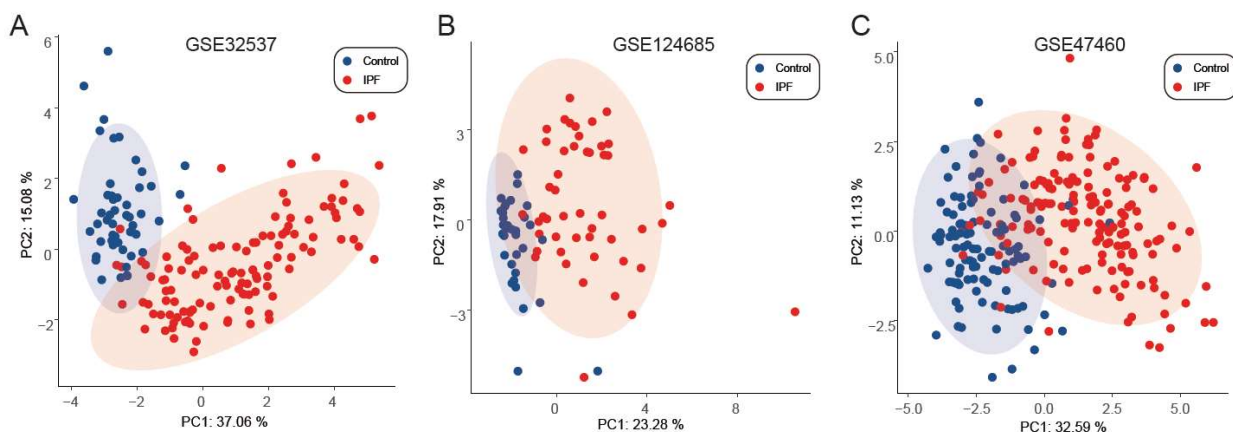 A
GSE32537
Control
IPF
6
4
2
0
−2
−4
−2
0
2
4
PC2: 15.08 %
PC1: 37.06 %
B
GSE124685
Control
IPF
3
0
−3
0
4
8
PC2: 17.91 %
PC1: 23.28 %
C
GSE47460
Control
IPF
5.0
2.5
0.0
−2.5
−5.0
−2.5
0.0
2.5
5.0
PC2: 11.13 %
PC1: 32.59 %